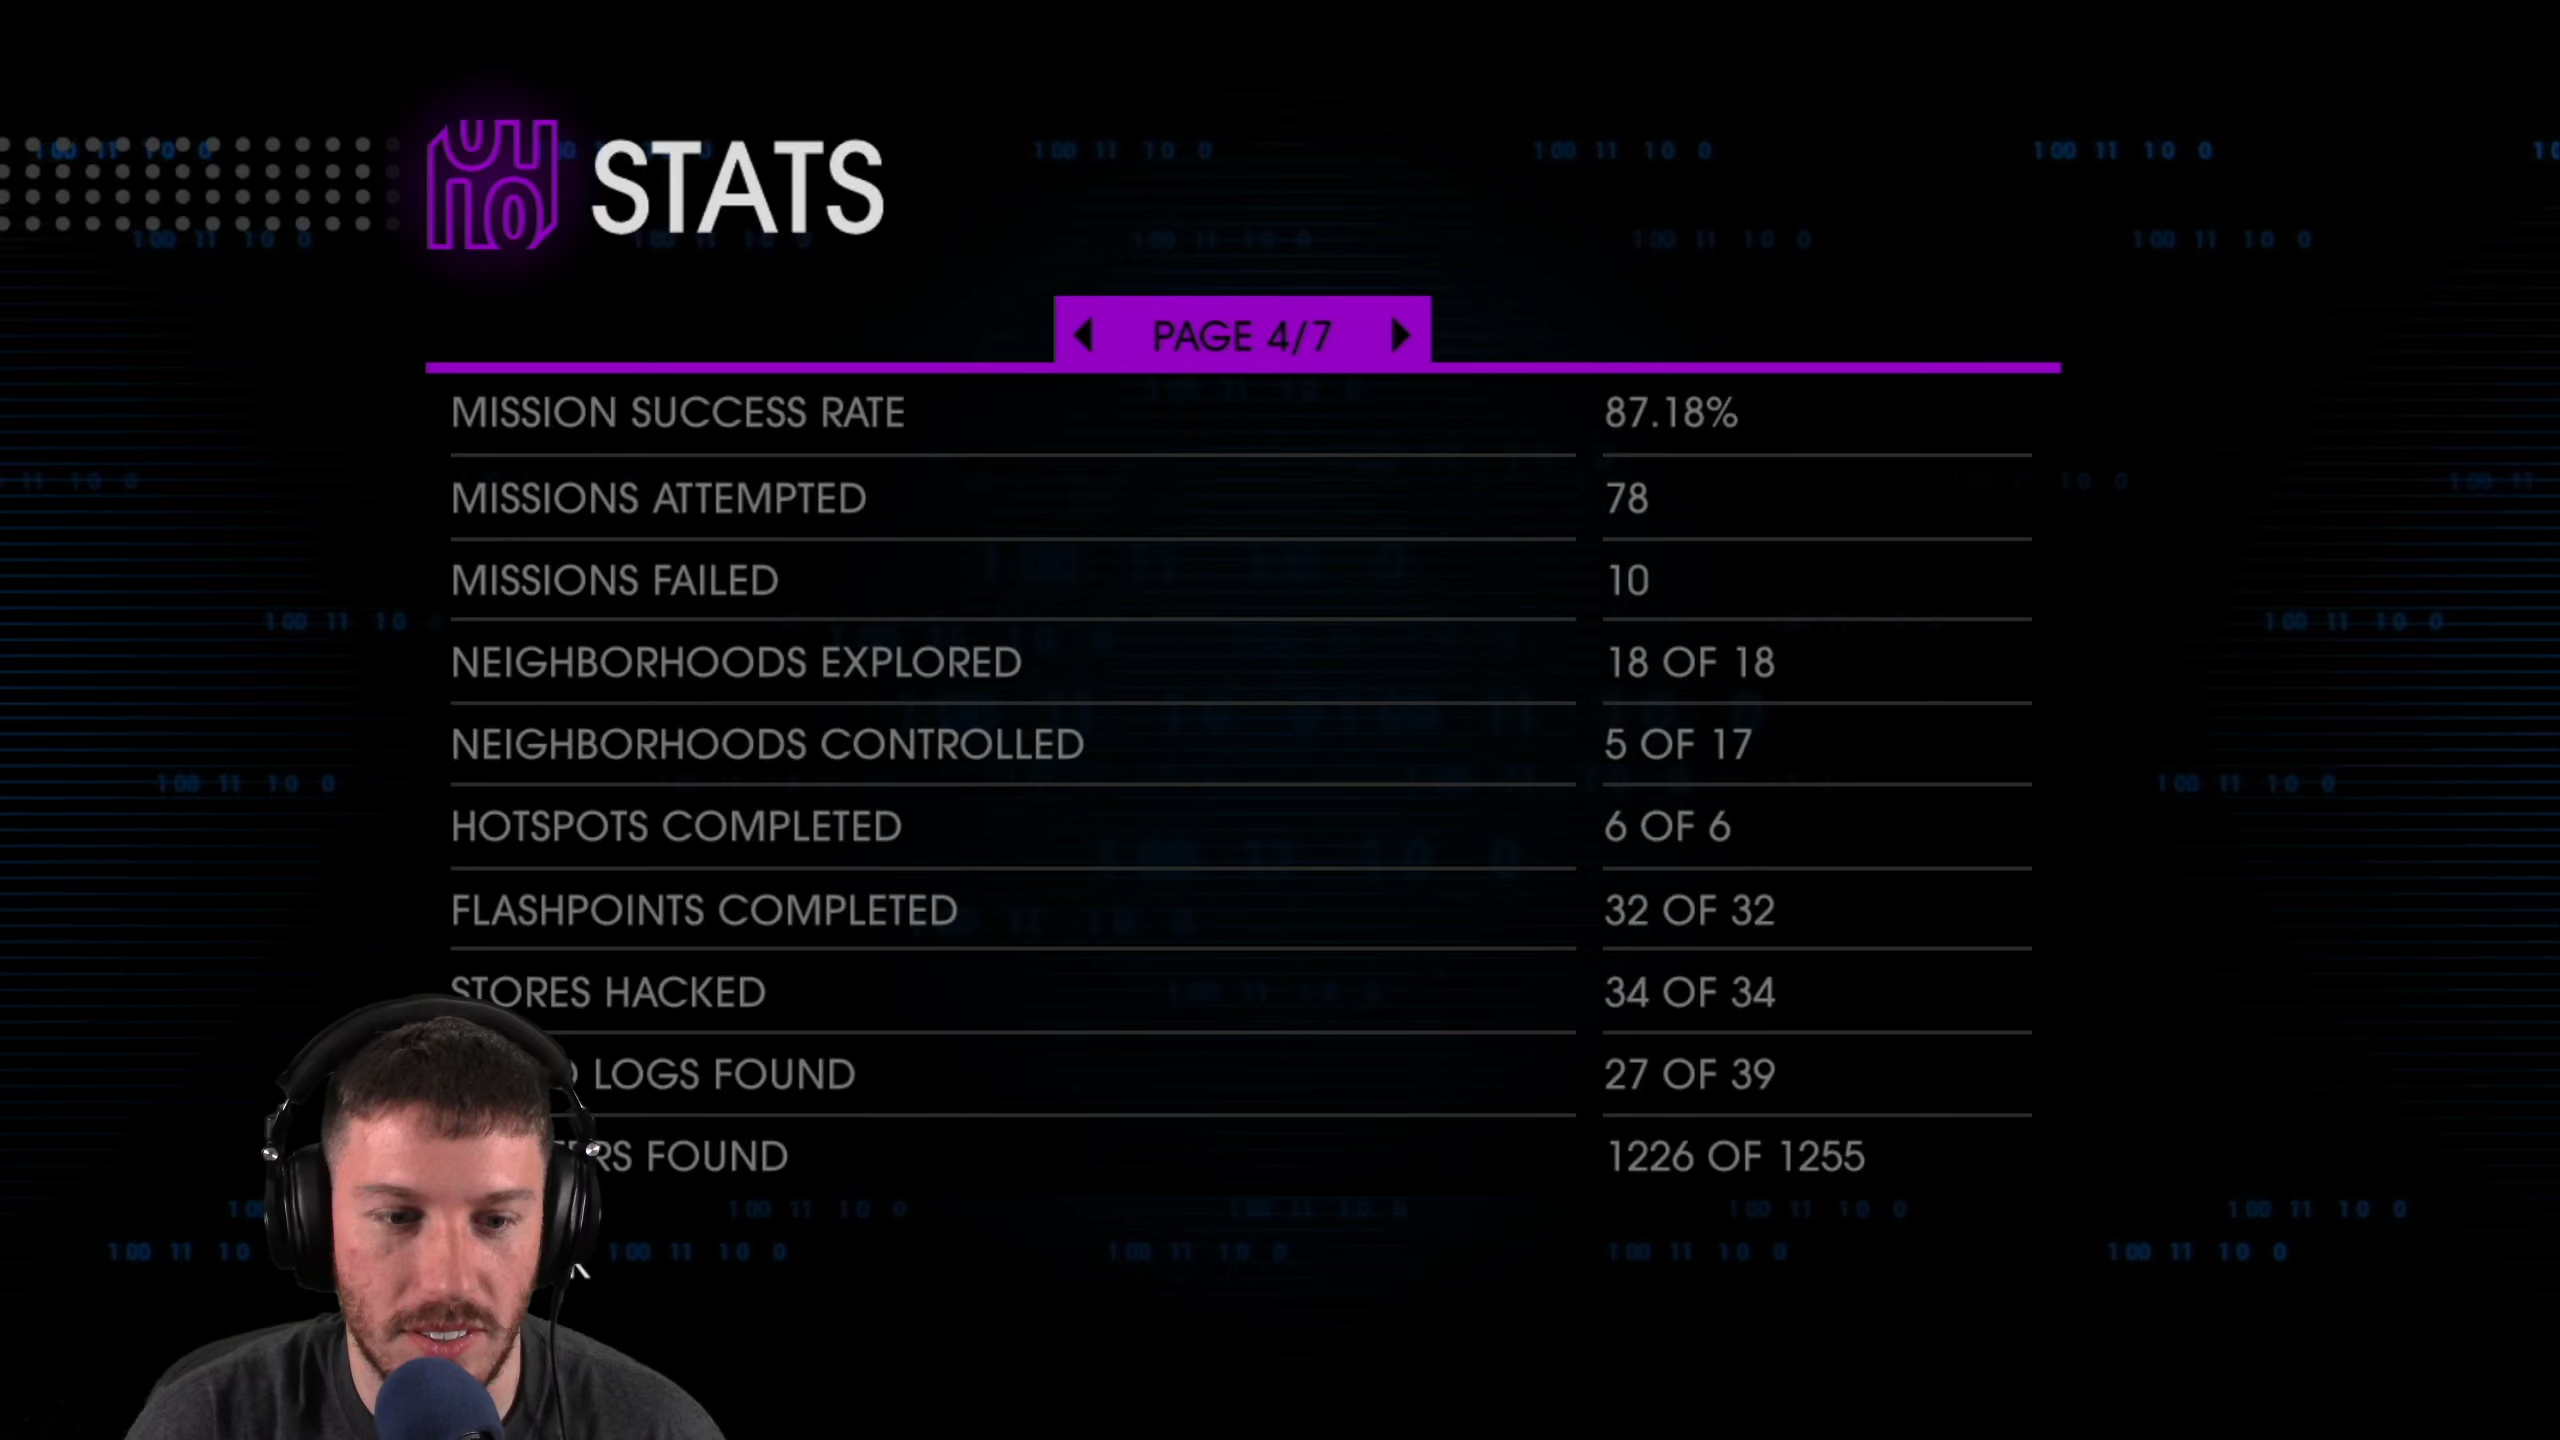 STATS
PAGE 4/7
MISSION SUCCESS RATE 87.18%
MISSIONS ATTEMPTED 78
MISSIONS FAILED 10
NEIGHBORHOODS EXPLORED 18 OF 18
NEIGHBORHOODS CONTROLLED 5 OF 17
HOTSPOTS COMPLETED 6 OF 6
FLASHPOINTS COMPLETED 32 OF 32
STORES HACKED 34 OF 34
LOGS FOUND 27 OF 39
FOUND 1226 OF 1255